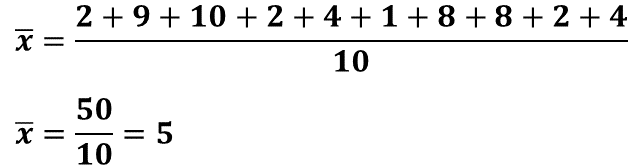 x̅ = 2 + 9 + 10 + 2 + 4 + 1 + 8 + 8 + 2 + 4 / 10
x̅ = 50 / 10 = 5